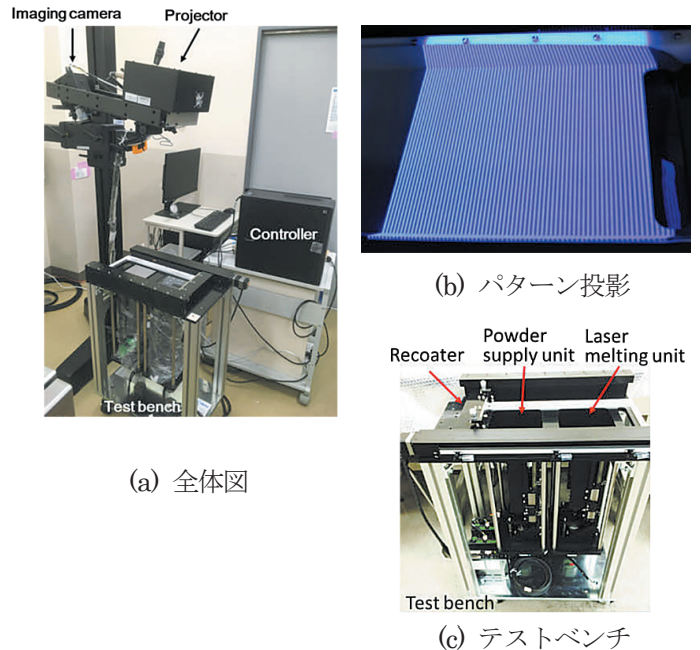 Imaging camera
Projector
Controller
Test bench
(a) 全体図
(b) パターン投影
Powder
supply unit
Laser
melting unit
Recoater
Test bench
(c) テストベンチ